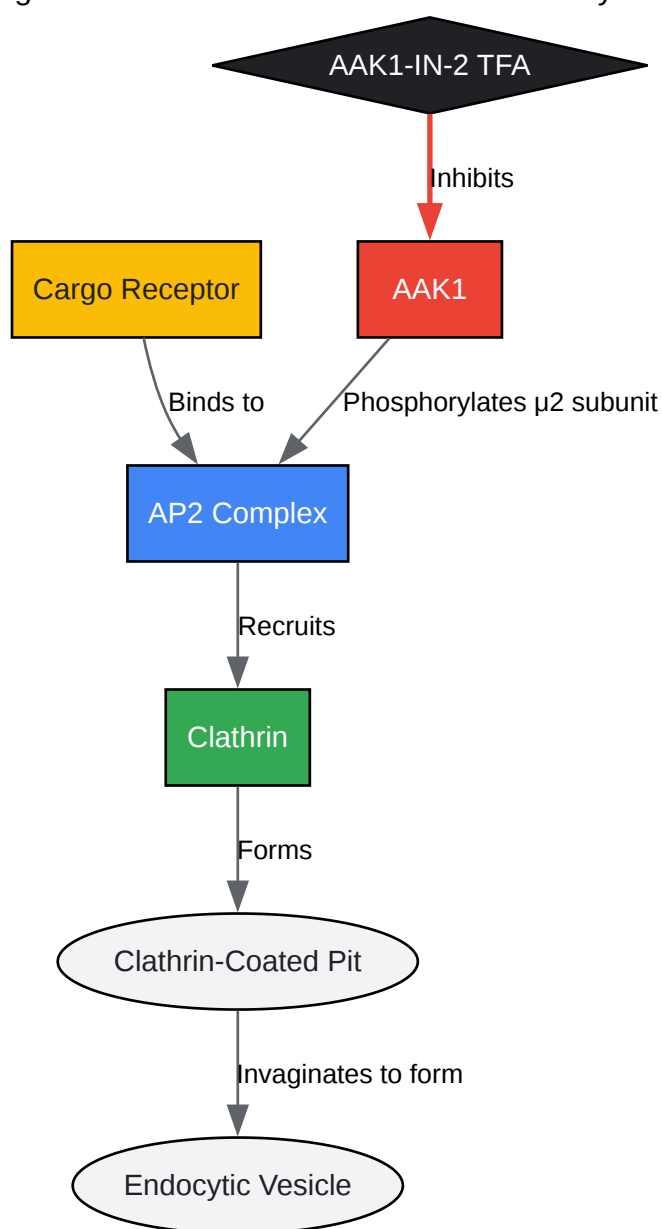 AAK1-IN-2 TFA
Inhibits
Cargo Receptor
AAK1
Binds to
Phosphorylates μ2 subunit
AP2 Complex
Recruits
Clathrin
Forms
Clathrin-Coated Pit
Invaginates to form
Endocytic Vesicle